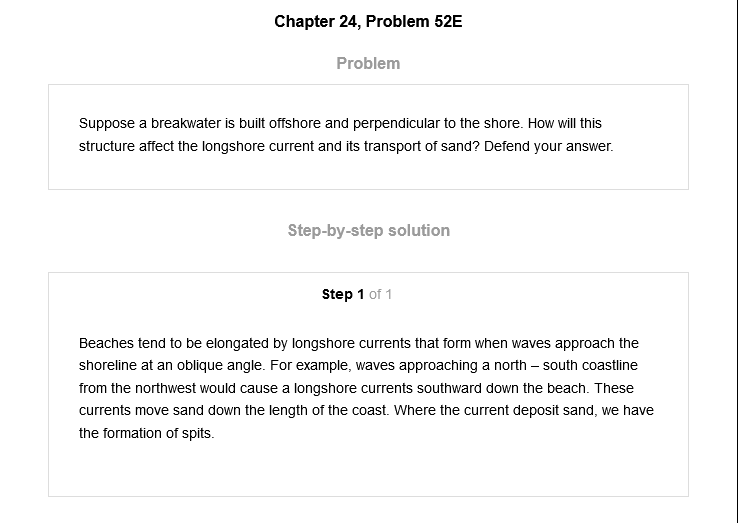 Chapter 24, Problem 52E
Problem
Suppose a breakwater is built offshore and perpendicular to the shore. How will this
structure affect the longshore current and its transport of sand? Defend your answer.
Step-by-step solution
Step 1 of 1
Beaches tend to be elongated by longshore currents that form when waves approach the
shoreline at an oblique angle. For example, waves approaching a north – south coastline
from the northwest would cause a longshore currents southward down the beach. These
currents move sand down the length of the coast. Where the current deposit sand, we have
the formation of spits.